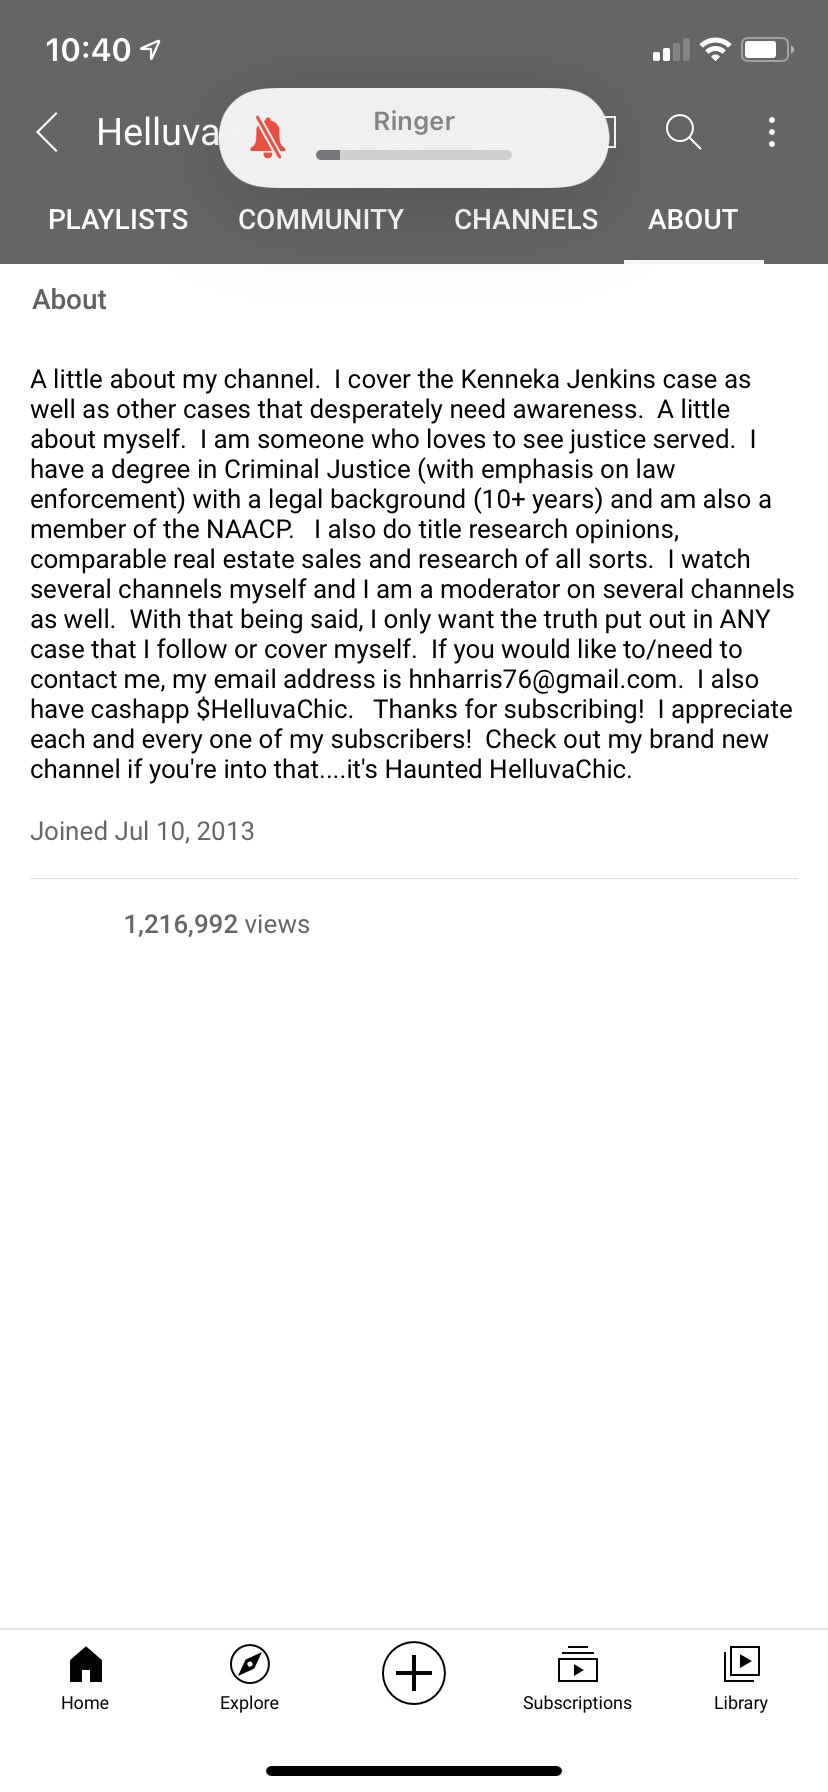 10:40
Helluva
Ringer
PLAYLISTS COMMUNITY CHANNELS ABOUT
About
A little about my channel.  I cover the Kenneka Jenkins case as
well as other cases that desperately need awareness.  A little
about myself.  I am someone who loves to see justice served.  I
have a degree in Criminal Justice (with emphasis on law
enforcement) with a legal background (10+ years) and am also a
member of the NAACP.   I also do title research opinions,
comparable real estate sales and research of all sorts.  I watch
several channels myself and I am a moderator on several channels
as well.  With that being said, I only want the truth put out in ANY
case that I follow or cover myself.  If you would like to/need to
contact me, my email address is hnharris76@gmail.com.  I also
have cashapp $HelluvaChic.   Thanks for subscribing!  I appreciate
each and every one of my subscribers!  Check out my brand new
channel if you're into that....it's Haunted HelluvaChic.
Joined Jul 10, 2013
1,216,992 views
Home Explore Subscriptions Library